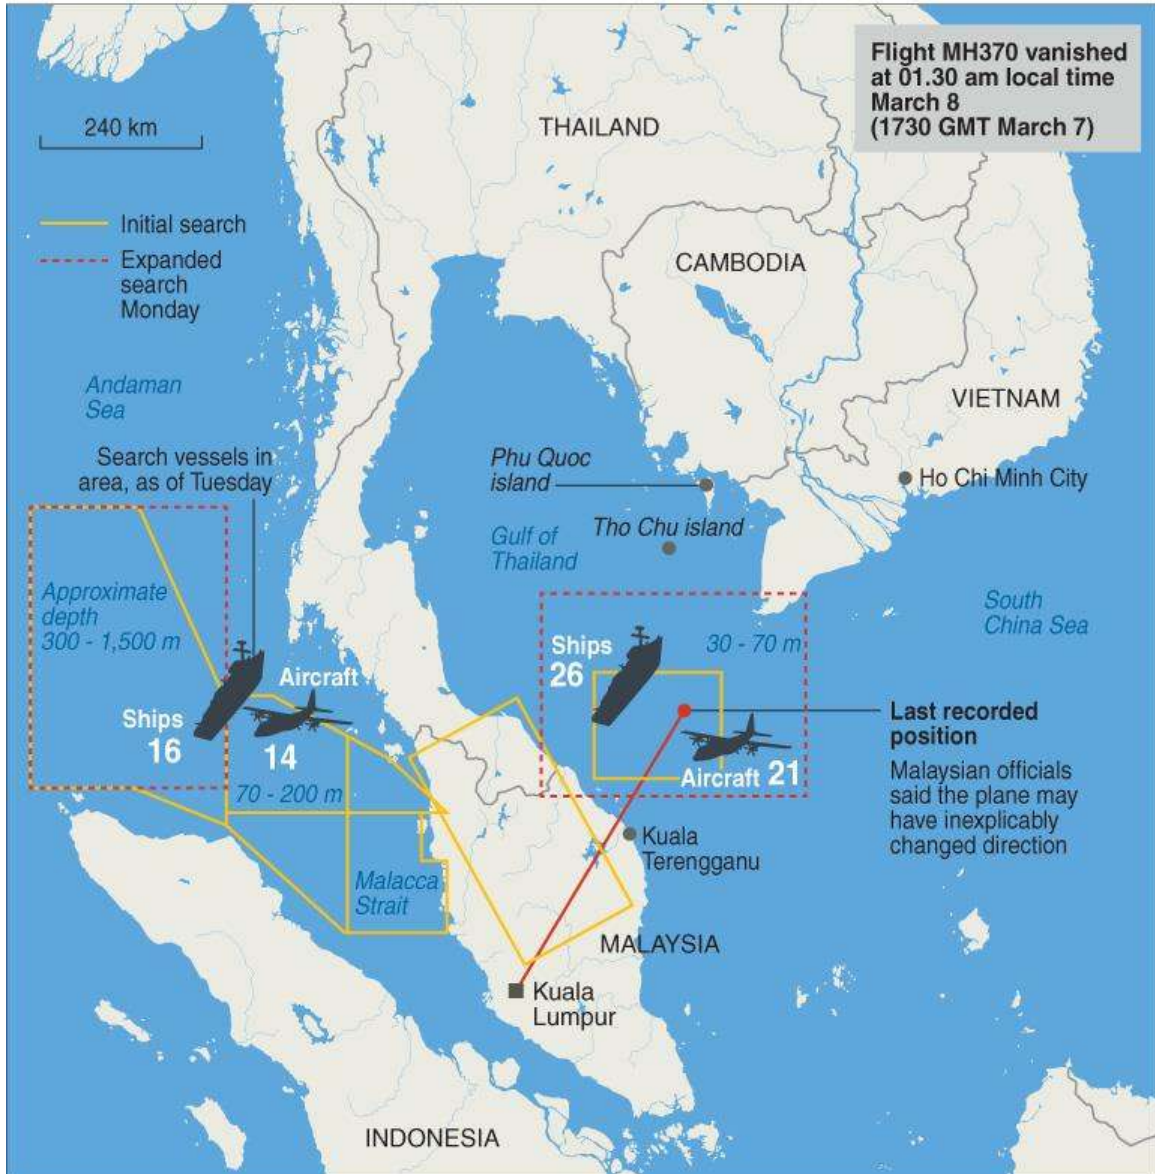 Flight MH370 vanished
at 01.30 am local time
March 8
(1730 GMT March 7)
240 km
THAILAND
Initial search
Expanded
search
Monday
CAMBODIA
Andaman
Sea
VIETNAM
Search vessels in
area, as of Tuesday
Phu Quoc
island
Ho Chi Minh City
Tho Chu island
Gulf of
Thailand
Approximate
depth
300 - 1,500 m
South
China Sea
Ships
26
30 - 70 m
Aircraft
14
Ships
16
70 - 200 m
Aircraft 21
Last recorded
position
Malaysian officials
said the plane may
have inexplicably
changed direction
Kuala
Terengganu
Malacca
Strait
MALAYSIA
Kuala
Lumpur
INDONESIA